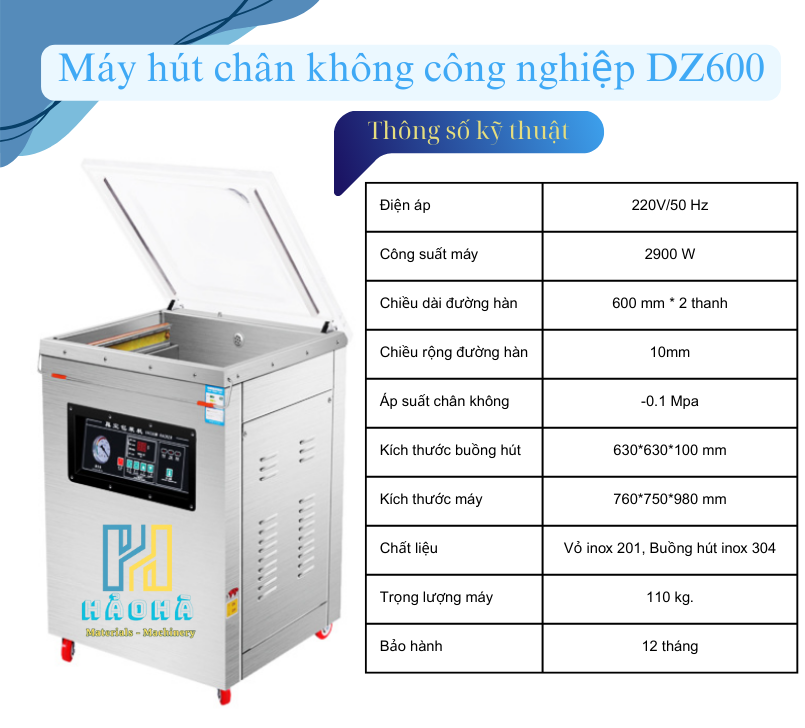 Máy hút chân không công nghiệp DZ600
Thông số kỹ thuật
Điện áp 220V/50 Hz
Công suất máy 2900 W
Chiều dài đường hàn 600 mm * 2 thanh
Chiều rộng đường hàn 10mm
Áp suất chân không -0.1 Mpa
Kích thước buồng hút 630*630*100 mm
Kích thước máy 760*750*980 mm
Chất liệu Vỏ inox 201, Buồng hút inox 304
Trọng lượng máy 110 kg.
Bảo hành 12 tháng
HẢOHÀ
Materials - Machinery